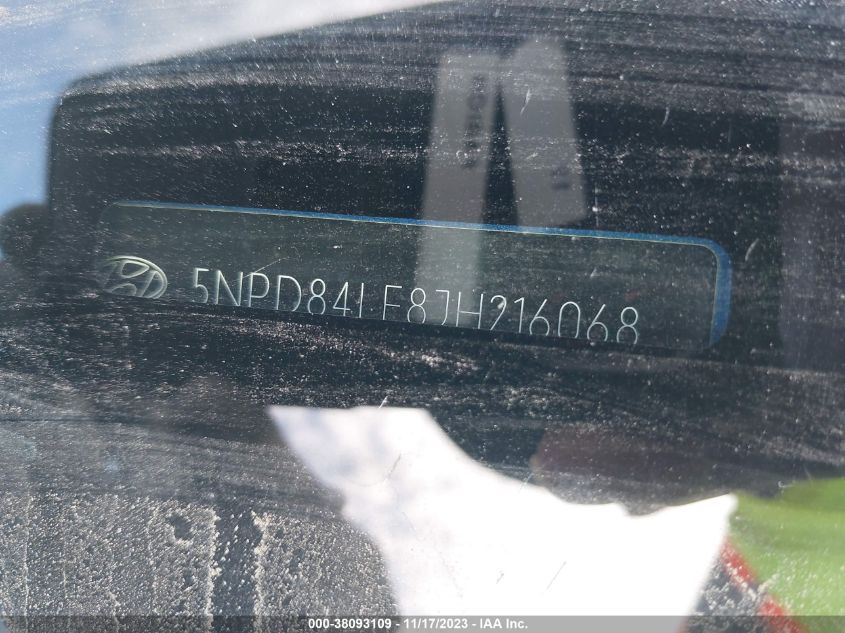 5NPD84LF8JH216068
000-38093109 - 11/17/2023 - IAA Inc.